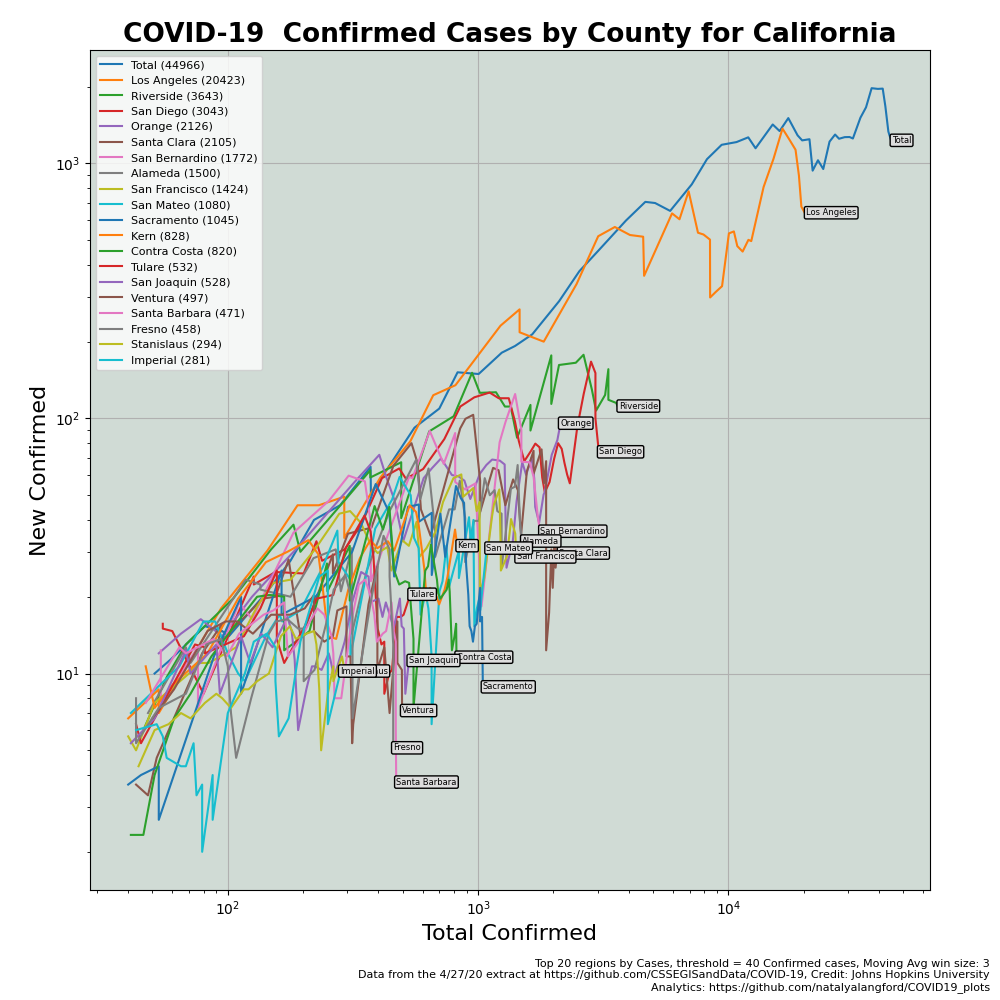 COVID-19 Confirmed Cases by County for California
Total (44966)
Los Angeles (20423)
Riverside (3643)
San Diego (3043)
Orange (2126)
Santa Clara (2105)
San Bernardino (1772)
Alameda (1500)
San Francisco (1424)
San Mateo (1080)
Sacramento (1045)
Kern (828)
Contra Costa (820)
Tulare (532)
San Joaquin (528)
Ventura (497)
Santa Barbara (471)
Fresno (458)
Stanislaus (294)
Imperial (281)
New Confirmed
10³
10²
10¹
Total
Los Angeles
Riverside
Orange
San Diego
San Bernardino
Alameda
Kern
San Mateo
Clara
San Francisco
Tulare
Contra Costa
San Joaquin
Imperial
Sacramento
Ventura
Fresno
Santa Barbara
10²
10³
10⁴
Total Confirmed
Top 20 regions by Cases, threshold = 40 Confirmed cases, Moving Avg win size: 3
Data from the 4/27/20 extract at https://github.com/CSSEGISandData/COVID-19, Credit: Johns Hopkins University
Analytics: https://github.com/natalyalangford/COVID19_plots